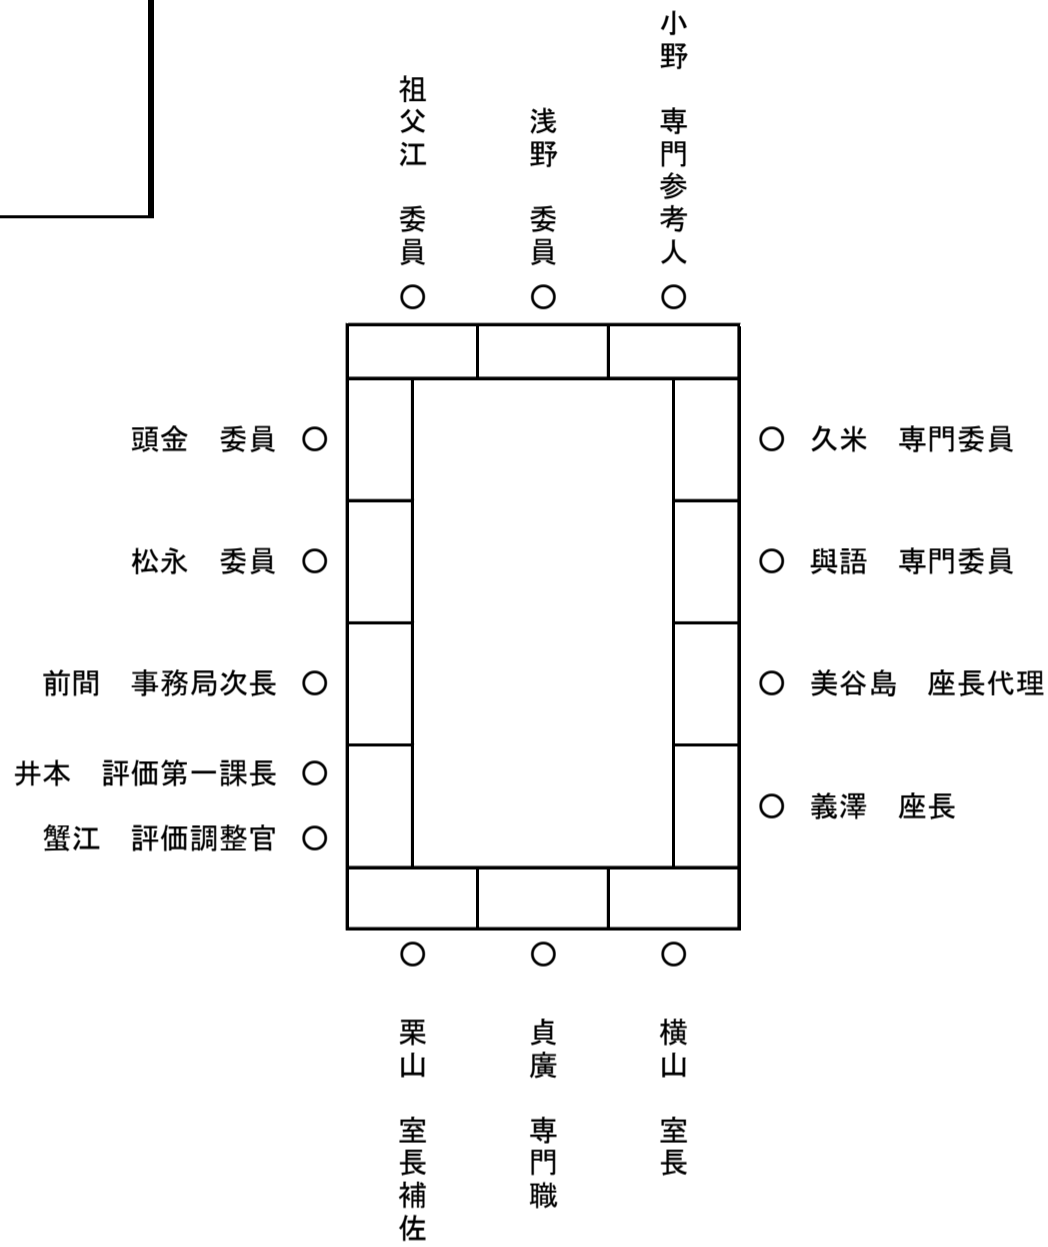 小野　専門参考人
浅野　委員
祖父江　委員
頭金　委員
久米　専門委員
松永　委員
與語　専門委員
前間　事務局次長
美谷島　座長代理
井本　評価第一課長
義澤　座長
蟹江　評価調整官
横山　室長
貞廣　専門職
栗山　室長補佐